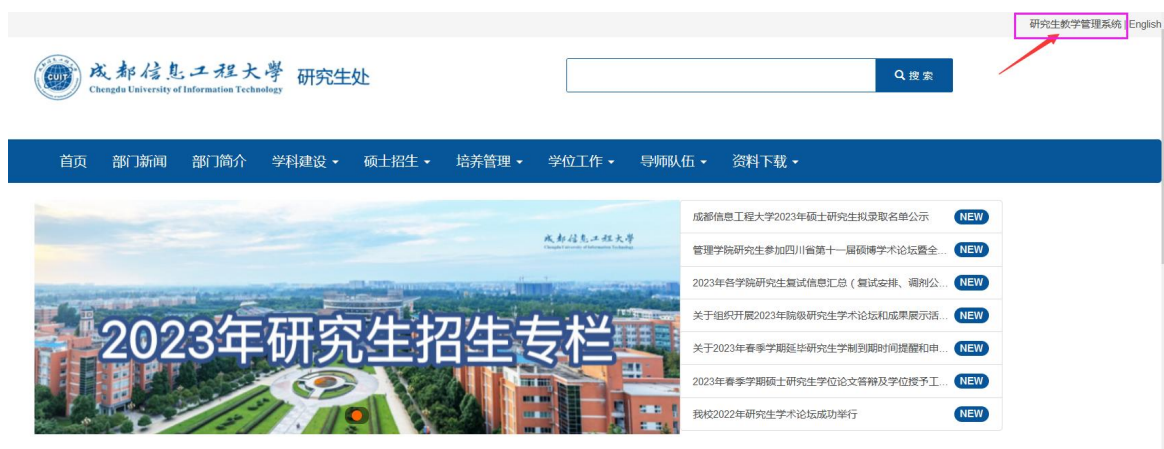 研究生教学管理系统 | English
CUIT
成都信息工程大学 研究生处
Chengdu University of Information Technology
搜索
首页 部门新闻 部门简介 学科建设 硕士招生 培养管理 学位工作 导师队伍 资料下载
成都信息工程大学
Chengdu University of Information Technology
2023年研究生招生专栏
成都信息工程大学2023年硕士研究生拟录取名单公示 NEW
管理学院研究生参加四川省第十一届硕博学术论坛暨全... NEW
2023年各学院研究生复试信息汇总（复试安排、调剂公... NEW
关于组织开展2023年院级研究生学术论坛和成果展示活... NEW
关于2023年春季学期延毕研究生学制到期时间提醒和申... NEW
2023年春季学期硕士研究生学位论文答辩及学位授予工... NEW
我校2022年研究生学术论坛成功举行 NEW